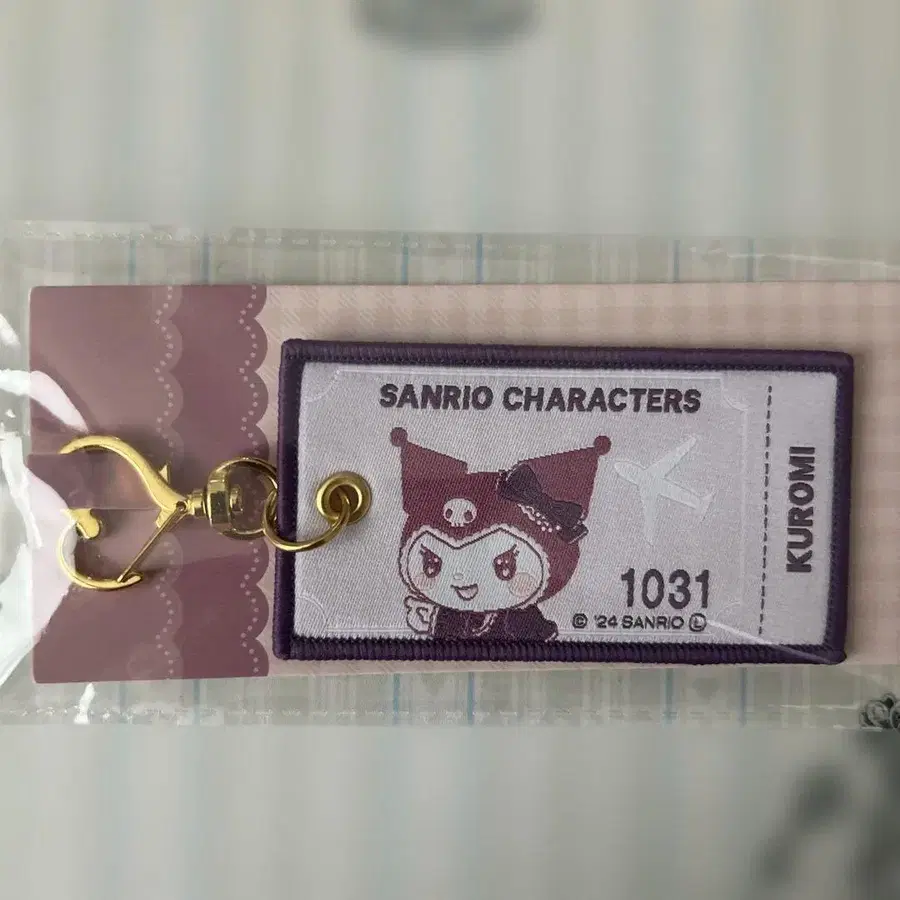 SANRIO CHARACTERS
KUROMI
1031
© '24 SANRIO Ⓛ